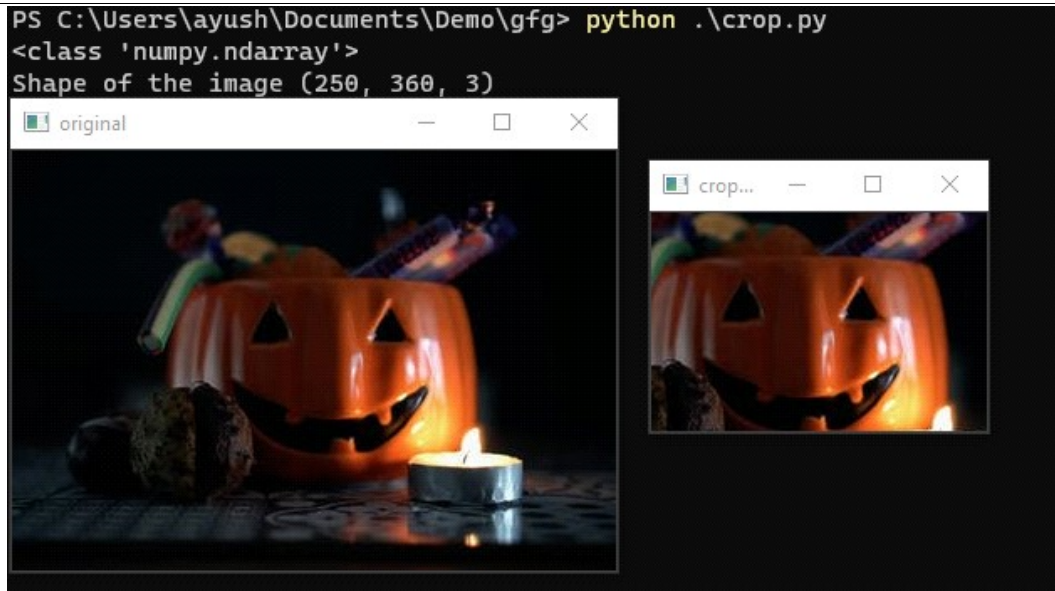 PS C:\Users\ayush\Documents\Demo\gfg> python .\crop.py
<class 'numpy.ndarray'>
Shape of the image (250, 360, 3)
original
crop...